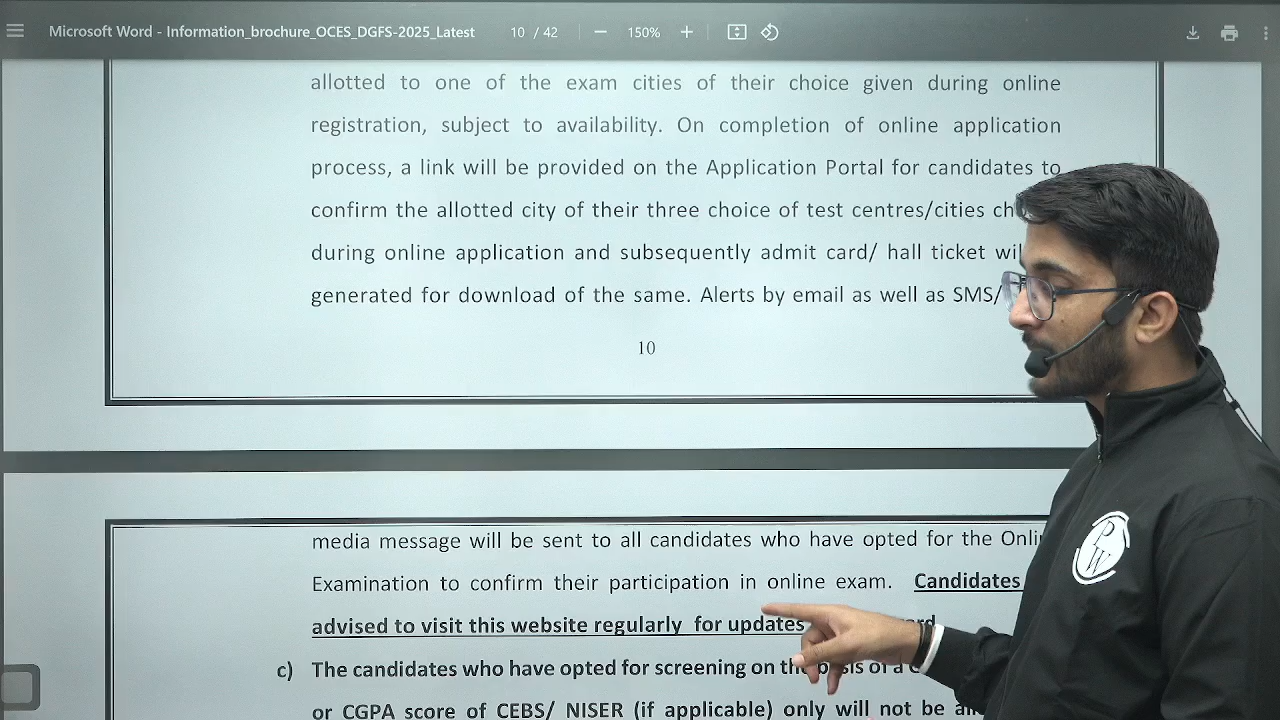 Microsoft Word - Information_brochure_OCES_DGFS-2025_Latest 10 / 42 150%
allotted to one of the exam cities of their choice given during online
registration, subject to availability. On completion of online application
process, a link will be provided on the Application Portal for candidates to
confirm the allotted city of their three choice of test centres/cities
during online application and subsequently admit card/ hall ticket
generated for download of the same. Alerts by email as well as SMS/
10
media message will be sent to all candidates who have opted for the
Examination to confirm their participation in online exam. Candidates
advised to visit this website regularly for updates
c) The candidates who have opted for screening on the of a
or CGPA score of CEBS/ NISER (if applicable) only will not be
PW